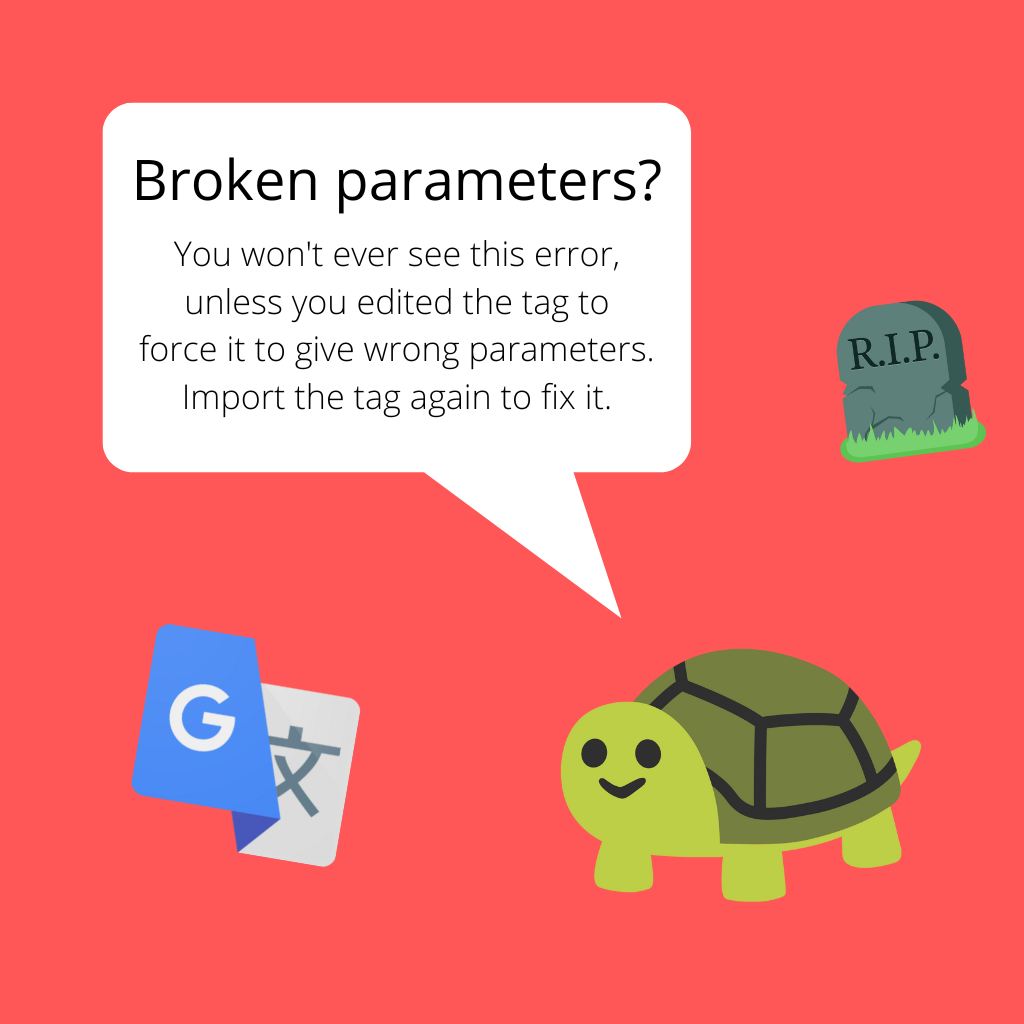 Broken parameters?
You won't ever see this error,
unless you edited the tag to
force it to give wrong parameters.
Import the tag again to fix it.
R.I.P.
G
文